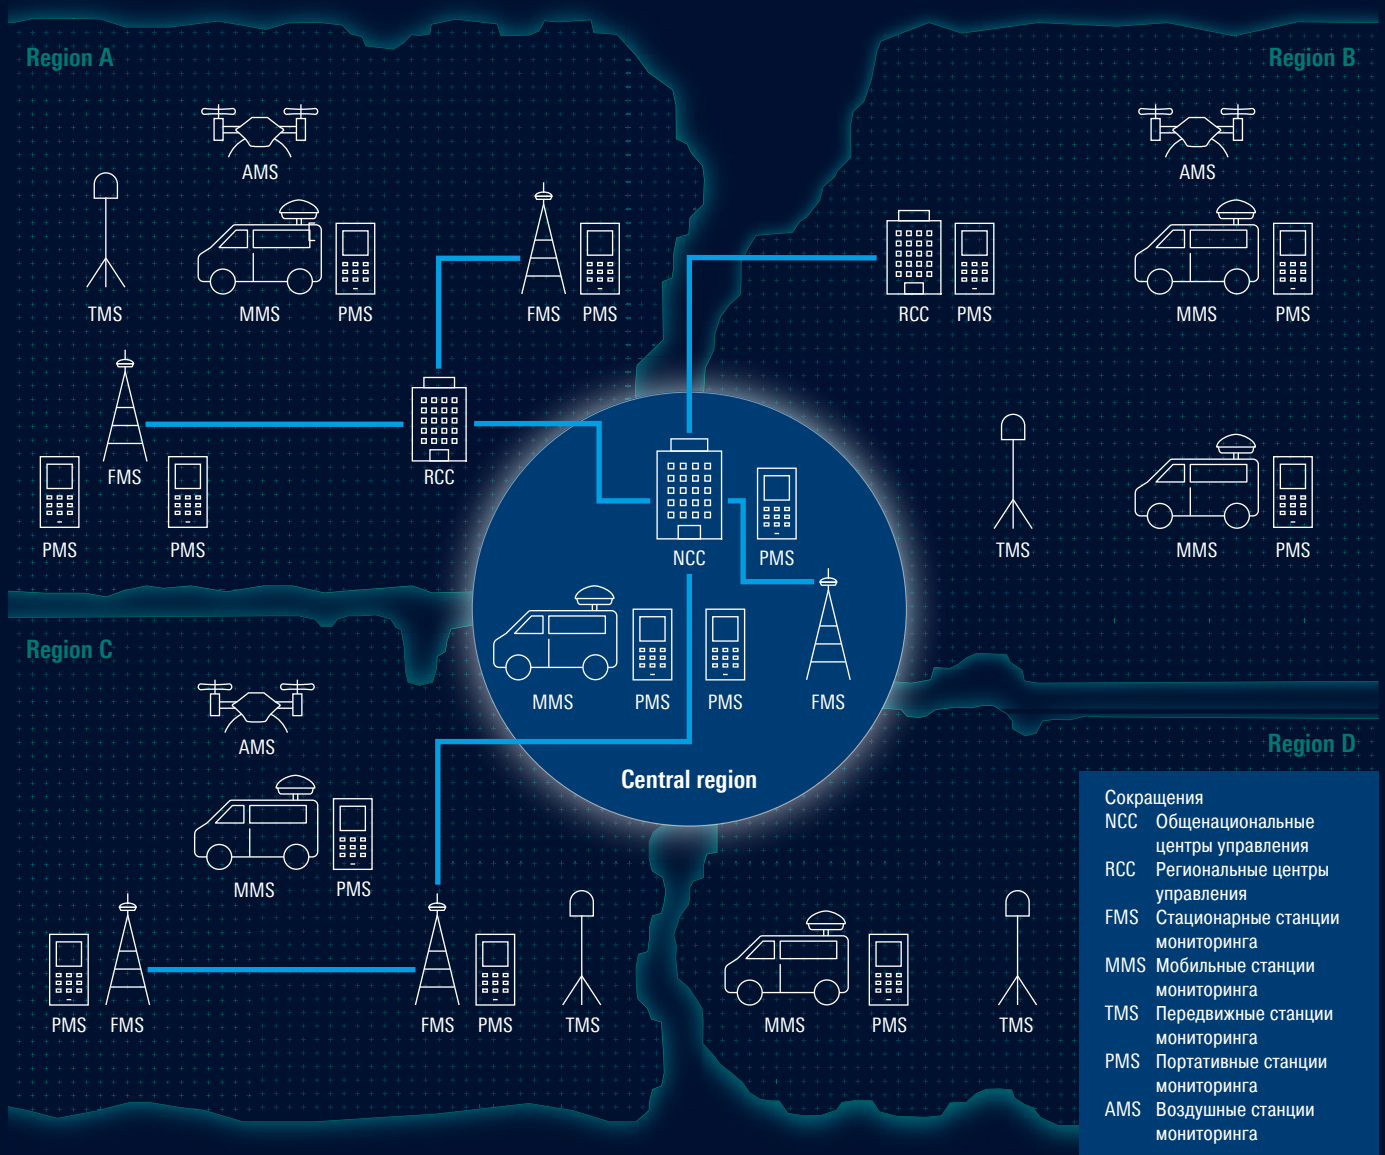 Region A
Region B
AMS
AMS
TMS
MMS
PMS
FMS
PMS
RCC
PMS
MMS
PMS
FMS
RCC
PMS
PMS
NCC
PMS
TMS
MMS
PMS
Region C
MMS
PMS
PMS
FMS
AMS
Region D
Central region
MMS
PMS
PMS
FMS
FMS
PMS
TMS
MMS
PMS
TMS
Сокращения
NCC Общенациональные
центры управления
RCC Региональные центры
управления
FMS Стационарные станции
мониторинга
MMS Мобильные станции
мониторинга
TMS Передвижные станции
мониторинга
PMS Портативные станции
мониторинга
AMS Воздушные станции
мониторинга